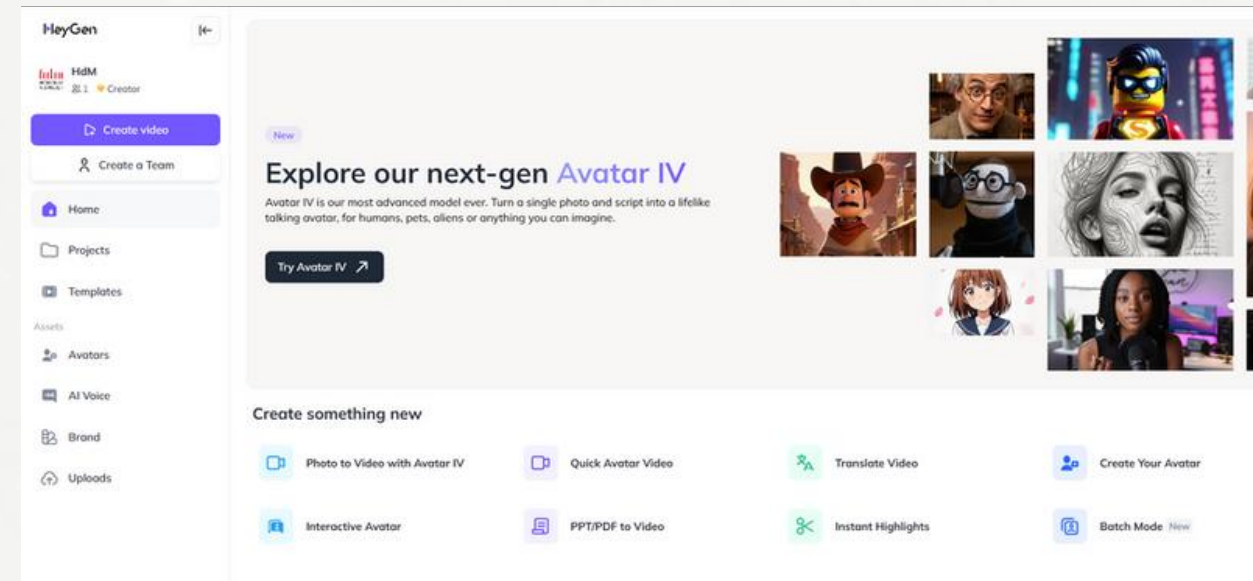 HeyGen
HdM
1 Creator
Create video
Create a Team
Home
Projects
Templates
Assets
Avatars
AI Voice
Brand
Uploads
New
Explore our next-gen Avatar IV
Avatar IV is our most advanced model ever. Turn a single photo and script into a lifelike
talking avatar, for humans, pets, aliens or anything you can imagine.
Try Avatar IV
Create something new
Photo to Video with Avatar IV
Quick Avatar Video
Translate Video
Create Your Avatar
Interactive Avatar
PPT/PDF to Video
Instant Highlights
Batch Mode New